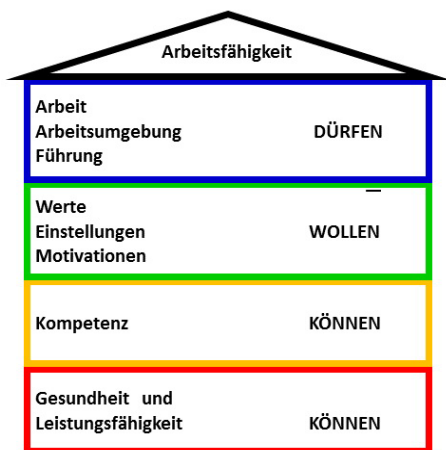 Arbeitsfähigkeit
Arbeit
Arbeitsumgebung DÜRFEN
Führung
Werte
Einstellungen WOLLEN
Motivationen
Kompetenz KÖNNEN
Gesundheit und
Leistungsfähigkeit KÖNNEN